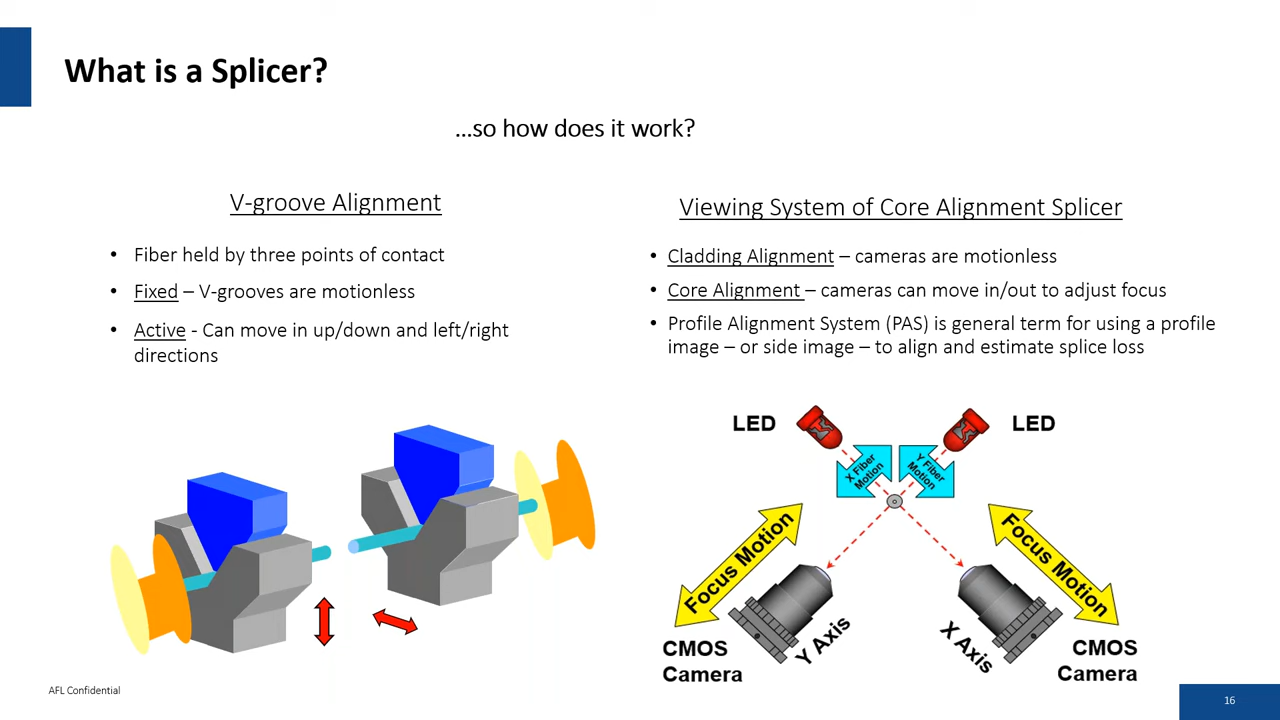 What is a Splicer?
...so how does it work?
V-groove Alignment
• Fiber held by three points of contact
• Fixed – V-grooves are motionless
• Active - Can move in up/down and left/right
directions
Viewing System of Core Alignment Splicer
• Cladding Alignment – cameras are motionless
• Core Alignment – cameras can move in/out to adjust focus
• Profile Alignment System (PAS) is general term for using a profile
image – or side image – to align and estimate splice loss
LED
LED
X Fiber
Motion
Y Fiber
Motion
Focus Motion
Focus Motion
Y Axis
X Axis
CMOS
Camera
CMOS
Camera
AFL Confidential
16